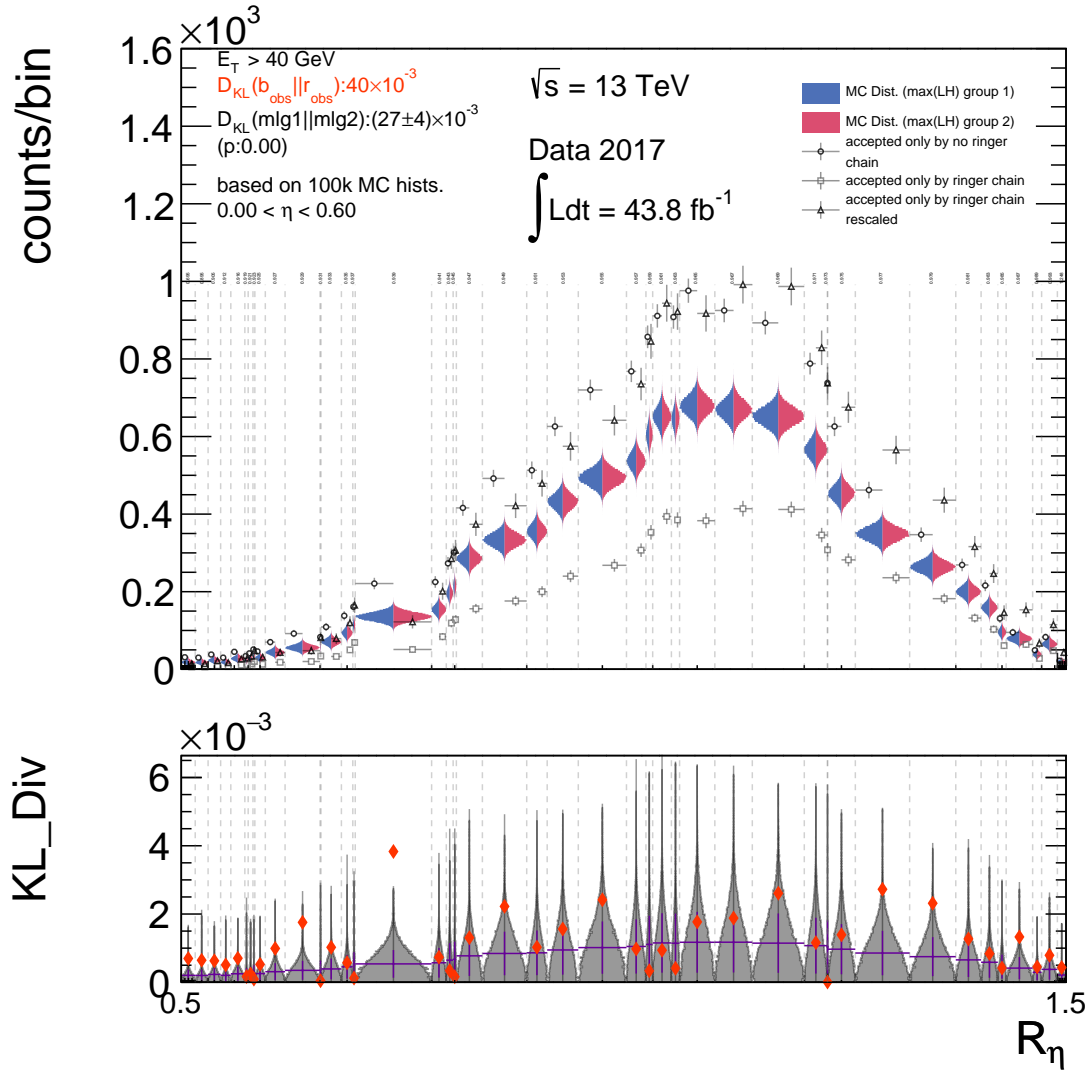 ×10³
counts/bin
1.6
1.4
1.2
1
0.8
0.6
0.4
0.2
0
E_T > 40 GeV
D_KL(b_obs||r_obs):40×10⁻³
D_KL(mlg1||mlg2):(27±4)×10⁻³
(p:0.00)
based on 100k MC hists.
0.00 < η < 0.60
√s = 13 TeV
Data 2017
∫Ldt = 43.8 fb⁻¹
MC Dist. (max(LH) group 1)
MC Dist. (max(LH) group 2)
accepted only by no ringer
chain
accepted only by ringer chain
accepted only by ringer chain
rescaled
×10⁻³
KL_Div
6
4
2
0
0.5
1.5
R_η